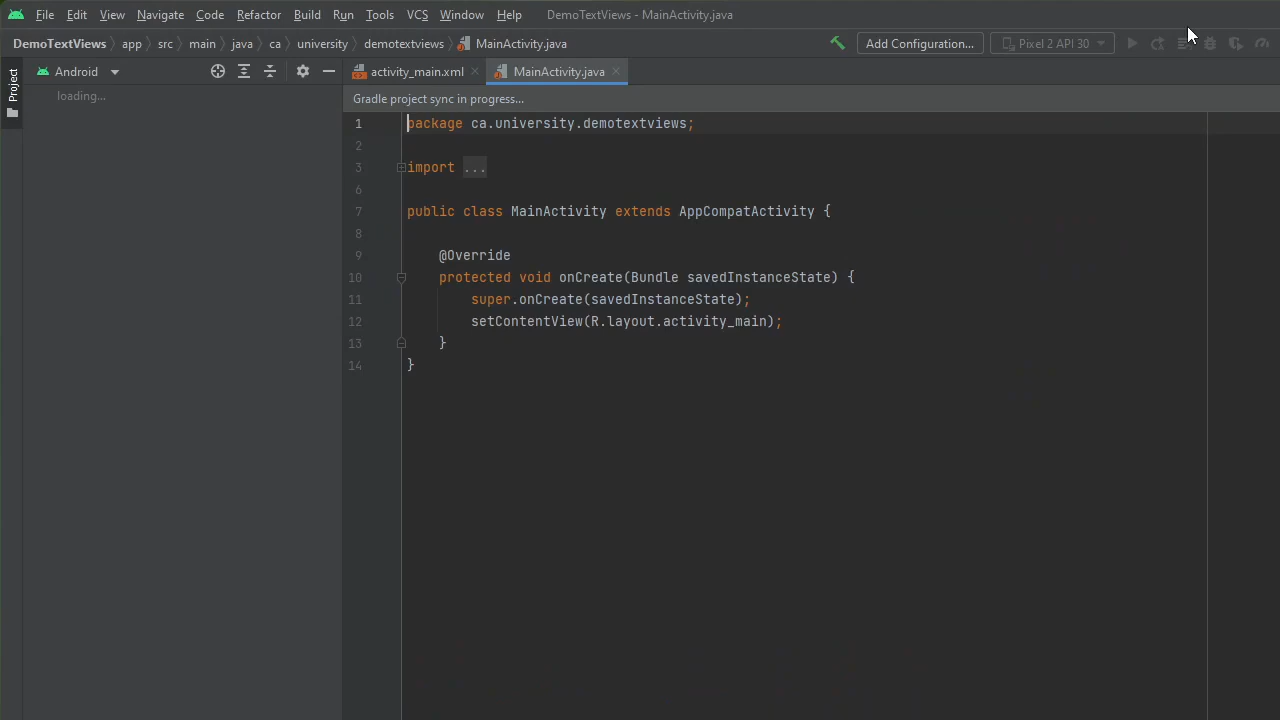 File Edit View Navigate Code Refactor Build Run Tools VCS Window Help DemoTextViews - MainActivity.java
DemoTextViews app src main java ca university demotextviews MainActivity.java Add Configuration... Pixel 2 API 30
Project
Android
loading...
activity_main.xml MainActivity.java
Gradle project sync in progress...
1 package ca.university.demotextviews;
2
3 import ...
6
7 public class MainActivity extends AppCompatActivity {
8
9 @Override
10 protected void onCreate(Bundle savedInstanceState) {
11 super.onCreate(savedInstanceState);
12 setContentView(R.layout.activity_main);
13 }
14 }